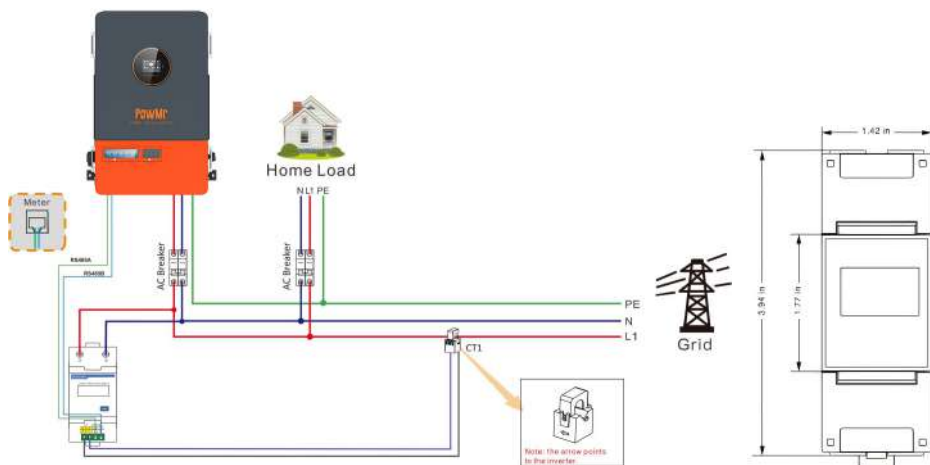 PowMr
Meter
RS485A
RS485B
AC Breaker
Home Load
N L1 PE
AC Breaker
PE
N
L1
Grid
CT1
Note: the arrow points
to the inverter.
1.42 in
3.94 in
1.77 in